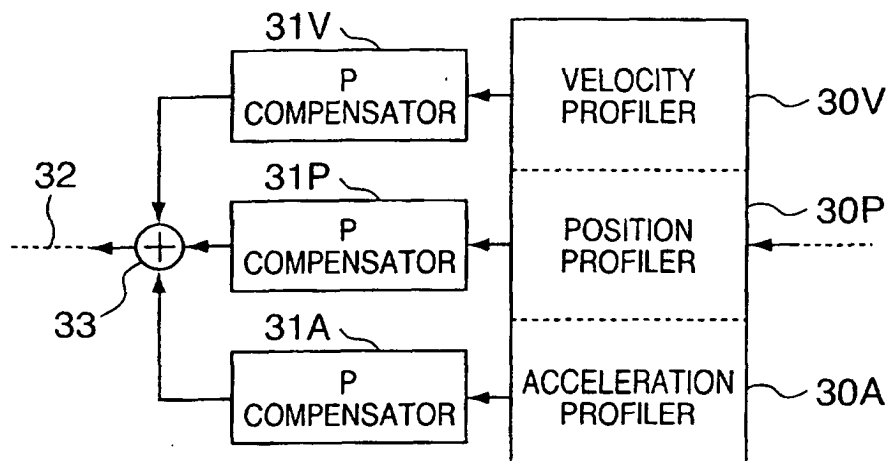 31V
P
COMPENSATOR
VELOCITY
PROFILER
30V
32
31P
P
COMPENSATOR
POSITION
PROFILER
30P
33
31A
P
COMPENSATOR
ACCELERATION
PROFILER
30A